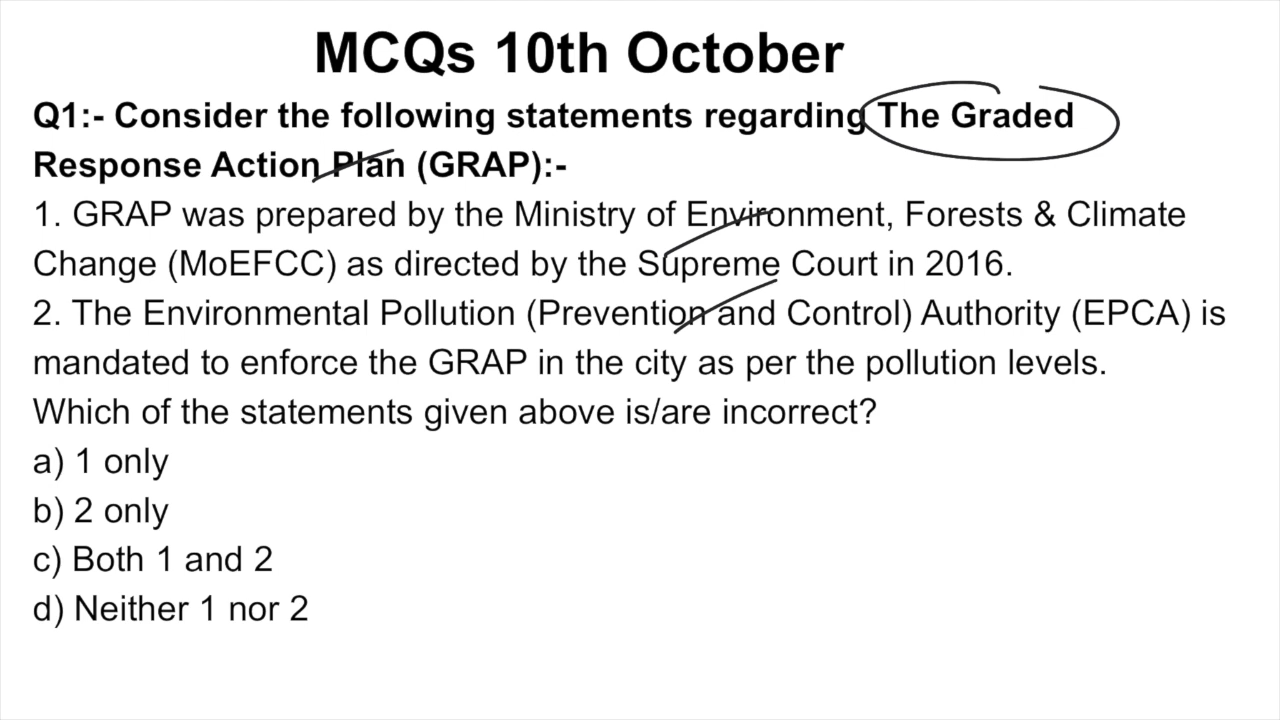 MCQs 10th October
Q1:- Consider the following statements regarding The Graded
Response Action Plan (GRAP):-
1. GRAP was prepared by the Ministry of Environment, Forests & Climate
Change (MoEFCC) as directed by the Supreme Court in 2016.
2. The Environmental Pollution (Prevention and Control) Authority (EPCA) is
mandated to enforce the GRAP in the city as per the pollution levels.
Which of the statements given above is/are incorrect?
a) 1 only
b) 2 only
c) Both 1 and 2
d) Neither 1 nor 2